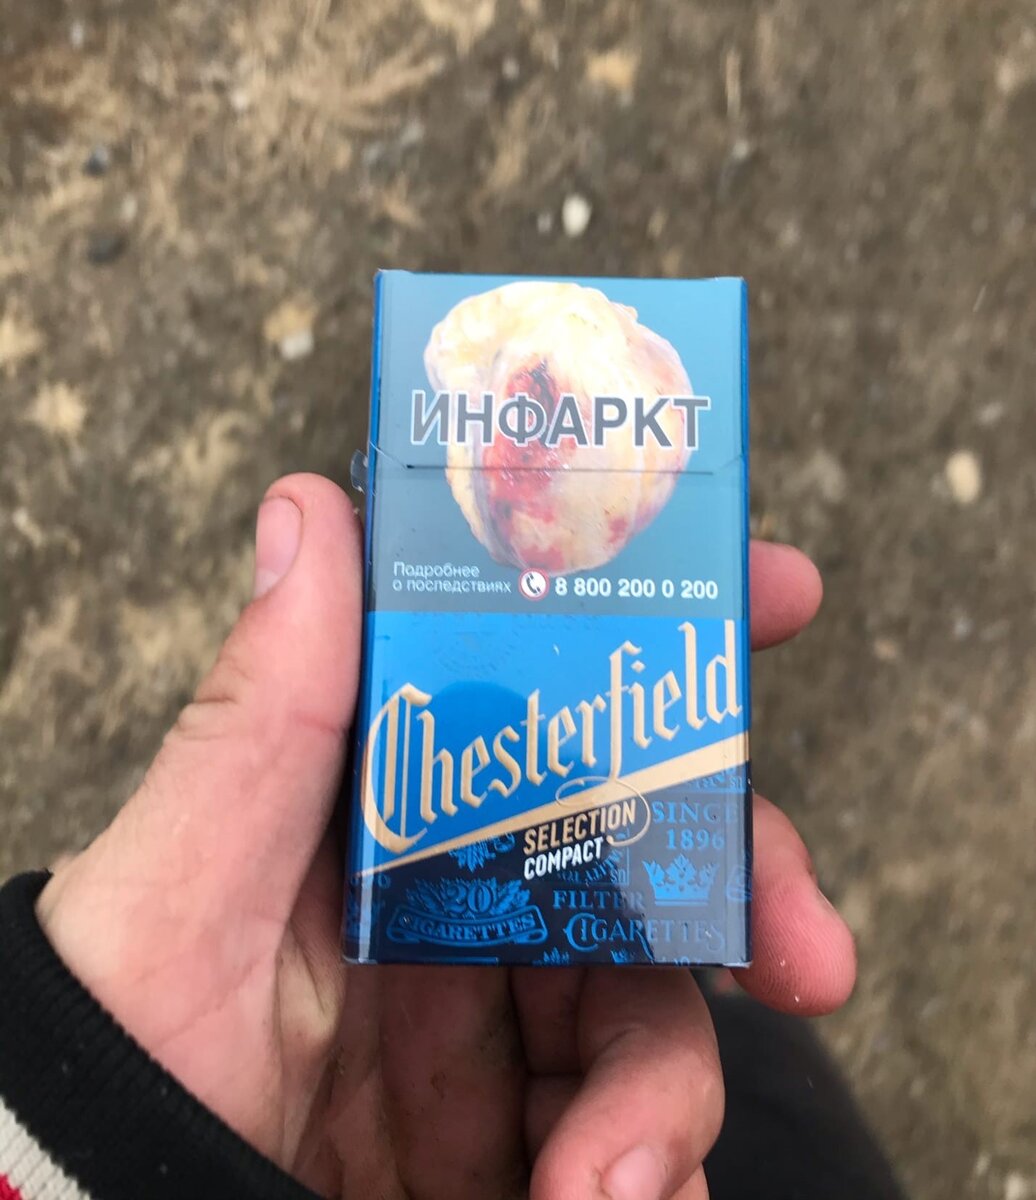 ИНФАРКТ
Подробнее
о последствиях 8 800 200 0 200
Chesterfield
SELECTION
COMPACT
SINCE
1896
20
CIGARETTES
FILTER
CIGARETTES